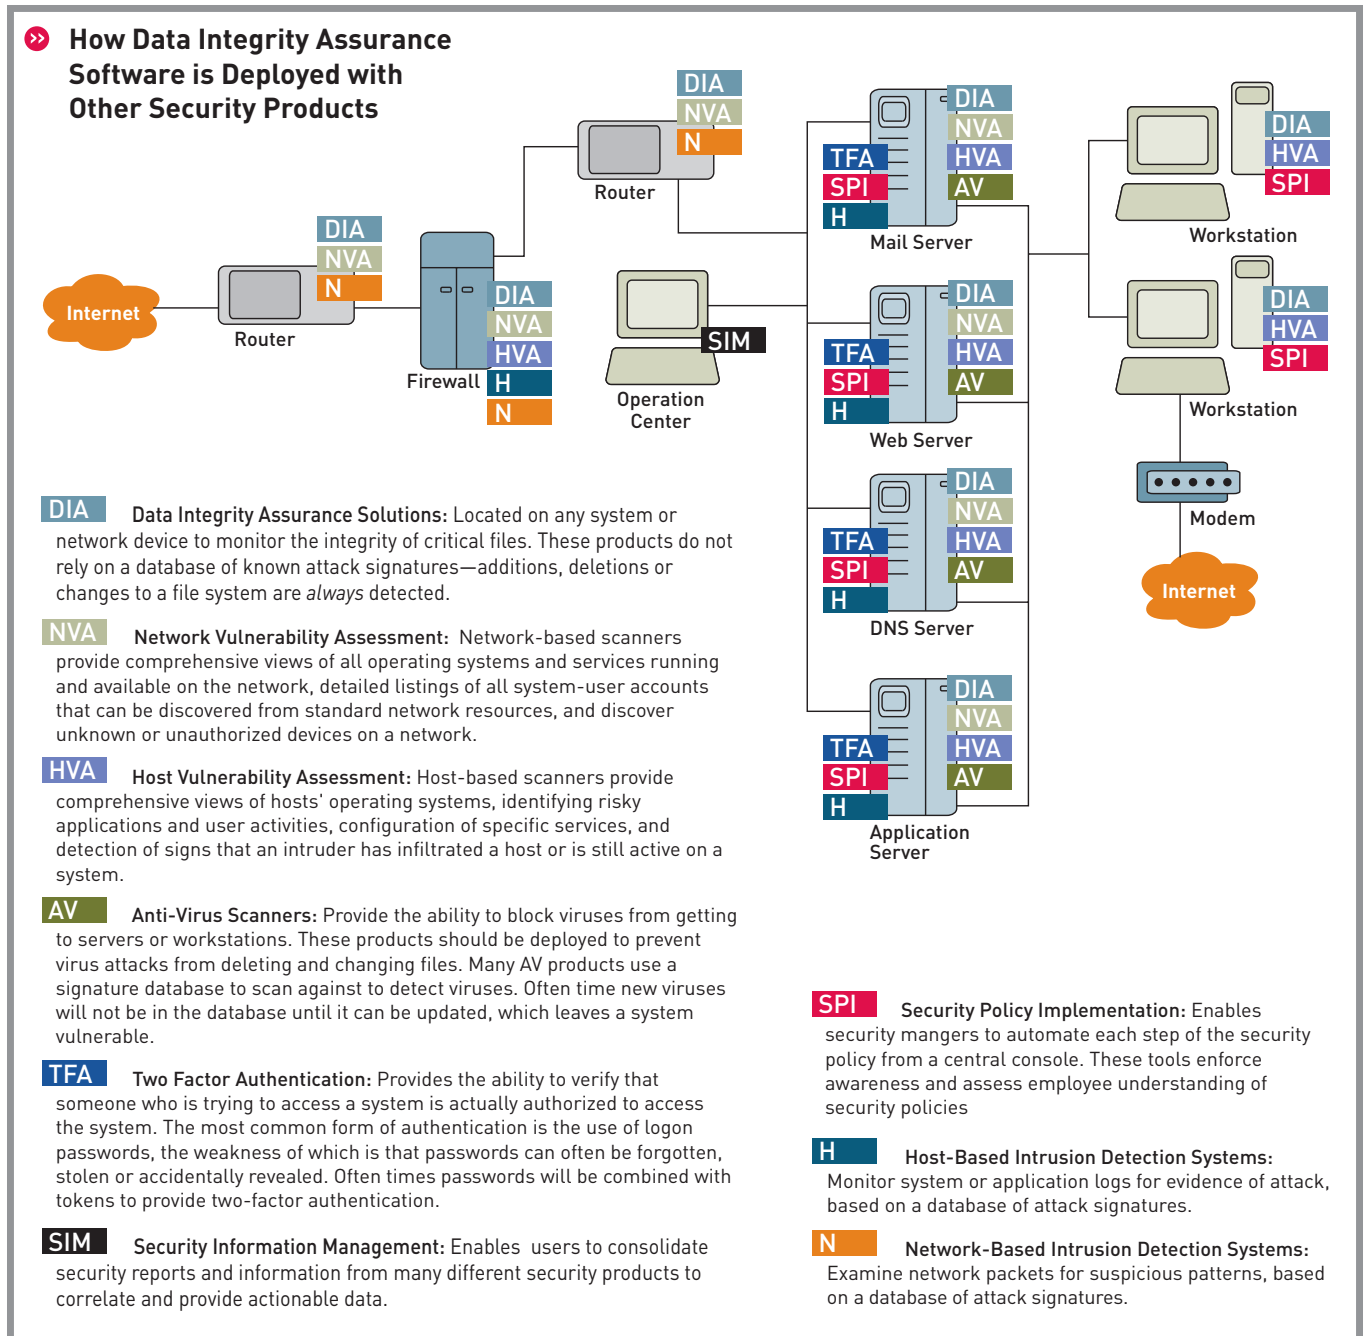 How Data Integrity Assurance
Software is Deployed with
Other Security Products
DIA
NVA
N
Router
DIA
NVA
N
Router
Internet
DIA
NVA
HVA
H
N
Firewall
SIM
Operation
Center
DIA
NVA
HVA
AV
TFA
SPI
H
Mail Server
DIA
NVA
HVA
AV
TFA
SPI
H
Web Server
DIA
NVA
HVA
AV
TFA
SPI
H
DNS Server
DIA
NVA
HVA
AV
TFA
SPI
H
Application
Server
DIA
HVA
SPI
Workstation
DIA
HVA
SPI
Workstation
Modem
Internet
DIA Data Integrity Assurance Solutions: Located on any system or
network device to monitor the integrity of critical files. These products do not
rely on a database of known attack signatures—additions, deletions or
changes to a file system are always detected.
NVA Network Vulnerability Assessment: Network-based scanners
provide comprehensive views of all operating systems and services running
and available on the network, detailed listings of all system-user accounts
that can be discovered from standard network resources, and discover
unknown or unauthorized devices on a network.
HVA Host Vulnerability Assessment: Host-based scanners provide
comprehensive views of hosts' operating systems, identifying risky
applications and user activities, configuration of specific services, and
detection of signs that an intruder has infiltrated a host or is still active on a
system.
AV Anti-Virus Scanners: Provide the ability to block viruses from getting
to servers or workstations. These products should be deployed to prevent
virus attacks from deleting and changing files. Many AV products use a
signature database to scan against to detect viruses. Often time new viruses
will not be in the database until it can be updated, which leaves a system
vulnerable.
TFA Two Factor Authentication: Provides the ability to verify that
someone who is trying to access a system is actually authorized to access
the system. The most common form of authentication is the use of logon
passwords, the weakness of which is that passwords can often be forgotten,
stolen or accidentally revealed. Often times passwords will be combined with
tokens to provide two-factor authentication.
SIM Security Information Management: Enables users to consolidate
security reports and information from many different security products to
correlate and provide actionable data.
SPI Security Policy Implementation: Enables
security mangers to automate each step of the security
policy from a central console. These tools enforce
awareness and assess employee understanding of
security policies
H Host-Based Intrusion Detection Systems:
Monitor system or application logs for evidence of attack,
based on a database of attack signatures.
N Network-Based Intrusion Detection Systems:
Examine network packets for suspicious patterns, based
on a database of attack signatures.